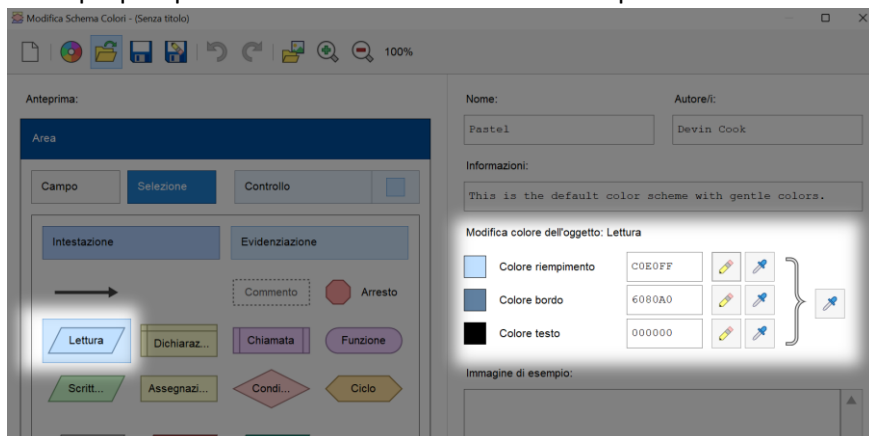 Modifica Schema Colori - (Senza titolo)
100%
Anteprima:
Area
Campo
Selezione
Controllo
Intestazione
Evidenziazione
Commento
Arresto
Lettura
Dichiaraz...
Chiamata
Funzione
Scritt...
Assegnazi...
Condi...
Ciclo
Nome:
Autore/i:
Pastel
Devin Cook
Informazioni:
This is the default color scheme with gentle colors.
Modifica colore dell'oggetto: Lettura
Colore riempimento
C0E0FF
Colore bordo
6080A0
Colore testo
000000
Immagine di esempio: